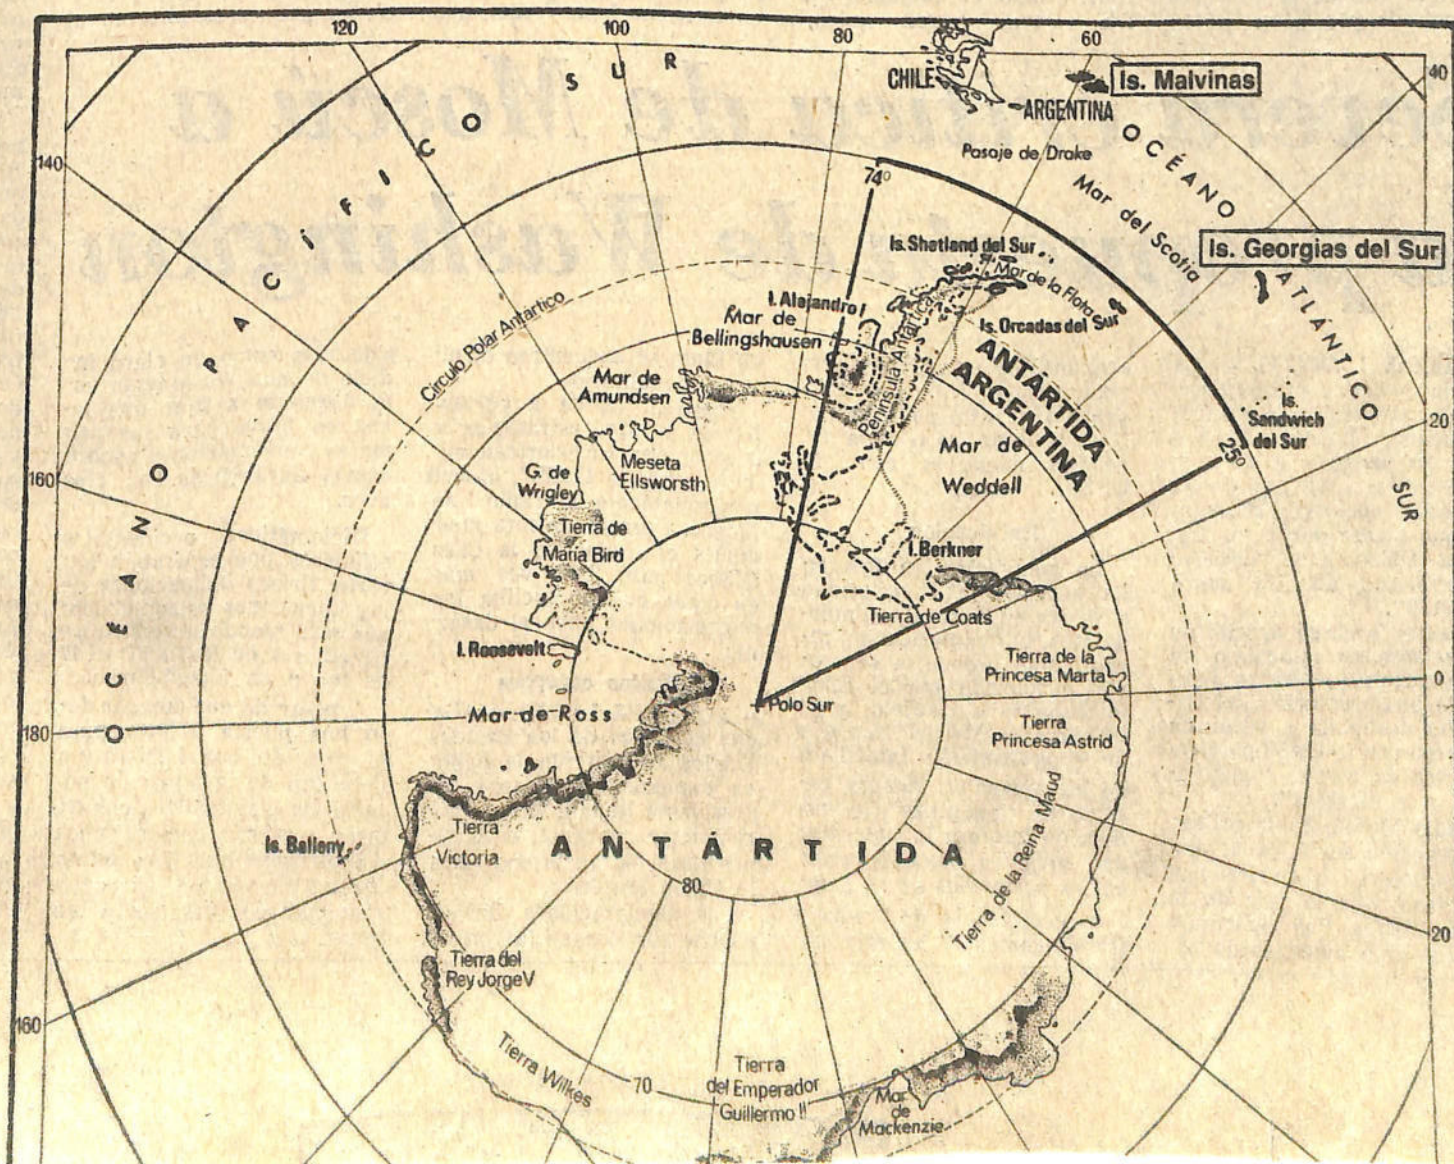 120
100
80
60
40
OCÉANO PACÍFICO SUR
CHILE
ARGENTINA
Is. Malvinas
Pasaje de Drake
OCÉANO ATLÁNTICO SUR
Mar del Scotia
Is. Georgias del Sur
140
74º
Is. Shetland del Sur
Mar de la Flota
Is. Orcadas del Sur
Círculo Polar Antártico
I. Alejandro I
Mar de
Bellingshausen
Península Antártica
ANTÁRTIDA
ARGENTINA
Is.
Sandwich
del Sur
20
25º
Mar de
Amundsen
Meseta
Ellsworsth
G. de
Wrigley
Mar de
Weddell
160
Tierra de
María Bird
I. Berkner
Tierra de Coats
I. Roosevelt
Tierra de la
Princesa Marta
0
Mar de Ross
Polo Sur
180
Tierra
Princesa Astrid
Tierra de la Reina Maud
Is. Balleny
Tierra
Victoria
ANTÁRTIDA
80
20
Tierra del
Rey Jorge V
160
Tierra Wilkes
70
Tierra
del Emperador
Guillermo II
Mar
de
Mackenzie